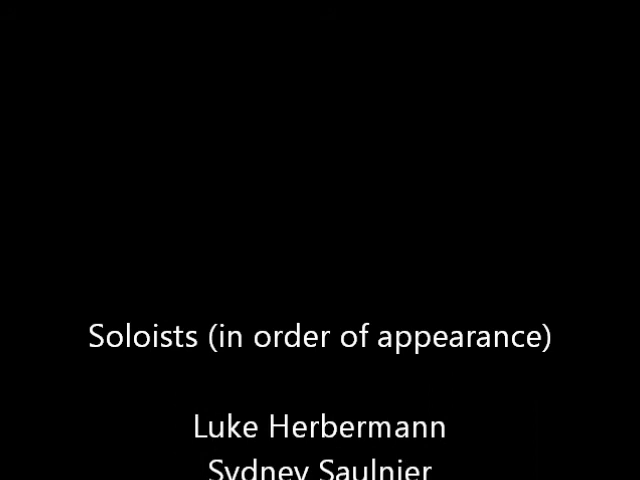 Soloists (in order of appearance)
Luke Herbermann
Sydney Saulnier